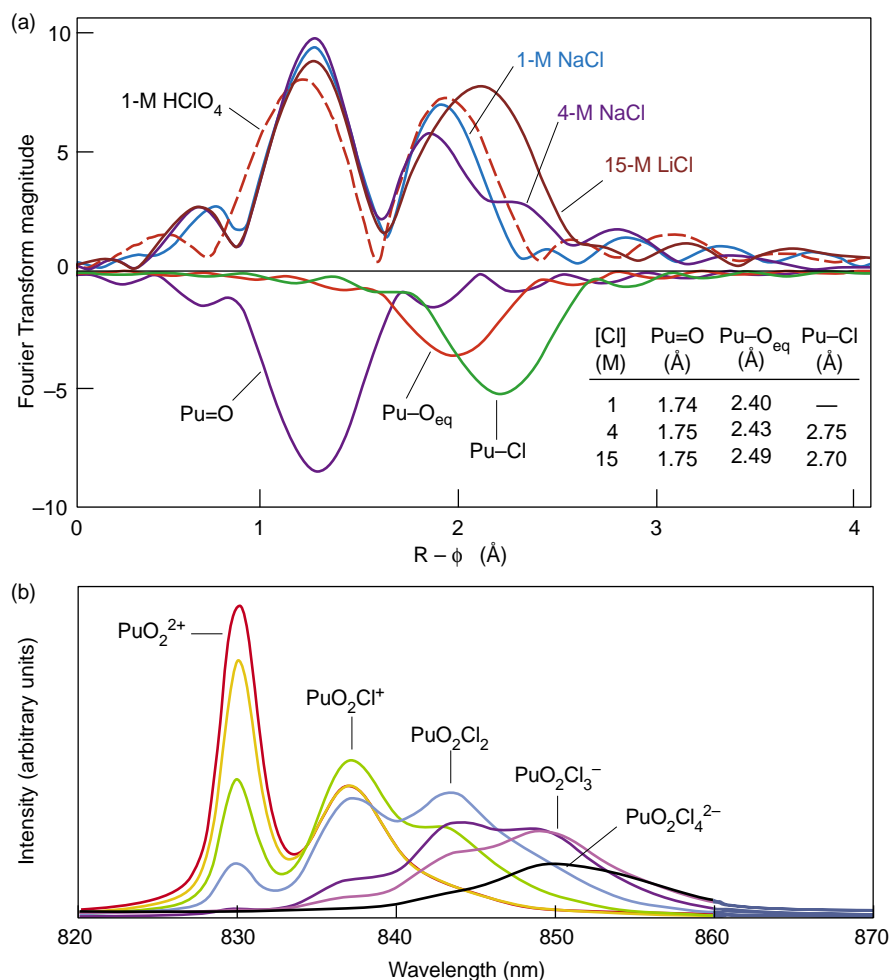 (a)
10
5
0
–5
–10
Fourier Transform magnitude
1-M HClO4
1-M NaCl
4-M NaCl
15-M LiCl
Pu=O
Pu–Oeq
Pu–Cl
[Cl] Pu=O Pu–Oeq Pu–Cl
(M) (Å) (Å) (Å)
1 1.74 2.40 —
4 1.75 2.43 2.75
15 1.75 2.49 2.70
0 1 2 3 4
R – ϕ (Å)
(b)
Intensity (arbitrary units)
PuO2 2+
PuO2Cl+
PuO2Cl2
PuO2Cl3–
PuO2Cl4 2–
820 830 840 850 860 870
Wavelength (nm)